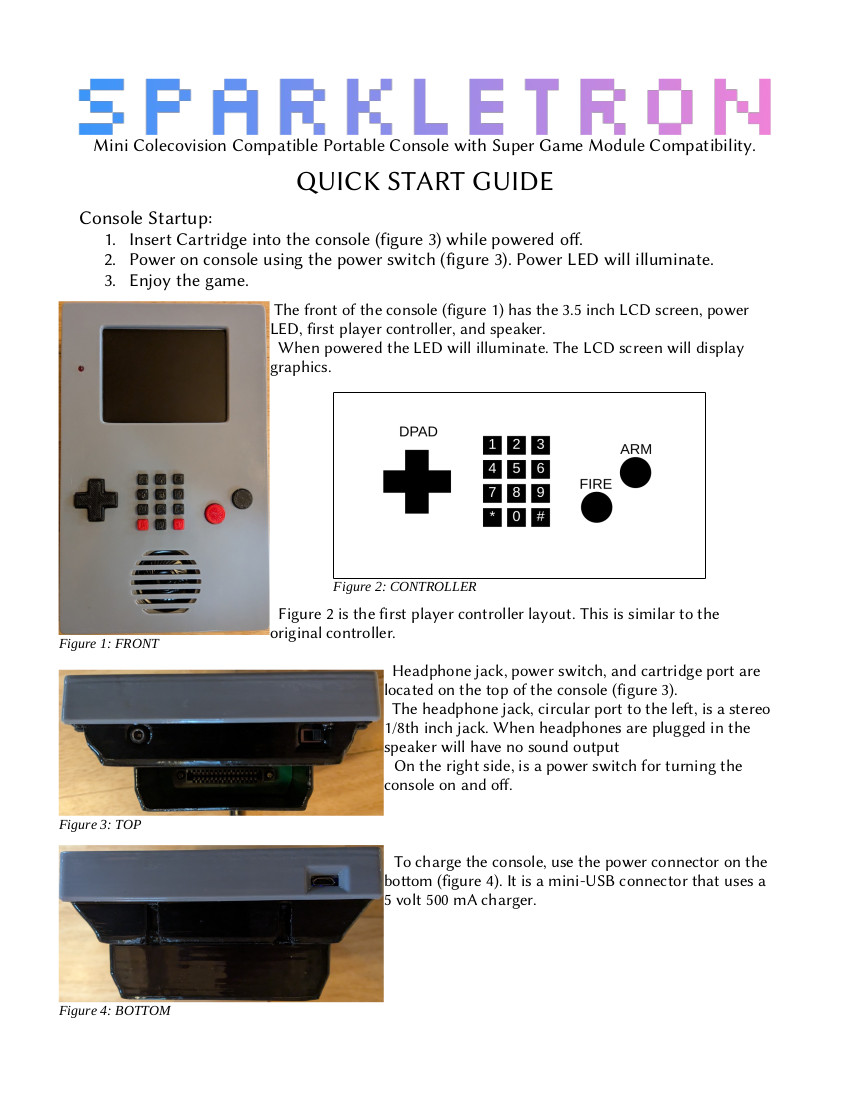 SPARKLETRON
Mini Colecovision Compatible Portable Console with Super Game Module Compatibility.
QUICK START GUIDE
Console Startup:
1. Insert Cartridge into the console (figure 3) while powered off.
2. Power on console using the power switch (figure 3). Power LED will illuminate.
3. Enjoy the game.
The front of the console (figure 1) has the 3.5 inch LCD screen, power
LED, first player controller, and speaker.
When powered the LED will illuminate. The LCD screen will display
graphics.
DPAD
1 2 3
4 5 6
7 8 9
* 0 #
ARM
FIRE
Figure 2: CONTROLLER
Figure 2 is the first player controller layout. This is similar to the
original controller.
Figure 1: FRONT
Headphone jack, power switch, and cartridge port are
located on the top of the console (figure 3).
The headphone jack, circular port to the left, is a stereo
1/8th inch jack. When headphones are plugged in the
speaker will have no sound output
On the right side, is a power switch for turning the
console on and off.
Figure 3: TOP
To charge the console, use the power connector on the
bottom (figure 4). It is a mini-USB connector that uses a
5 volt 500 mA charger.
Figure 4: BOTTOM